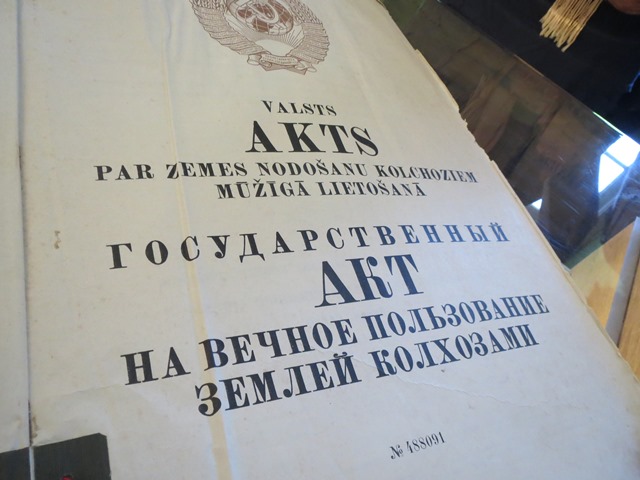 VALSTS
AKTS
PAR ZEMES NODOŠANU KOLCHOZIEM
MŪŽĪGĀ LIETOŠANĀ
ГОСУДАРСТВЕННЫЙ
АКТ
НА ВЕЧНОЕ ПОЛЬЗОВАНИЕ
ЗЕМЛЕЙ КОЛХОЗАМИ
№ 488091